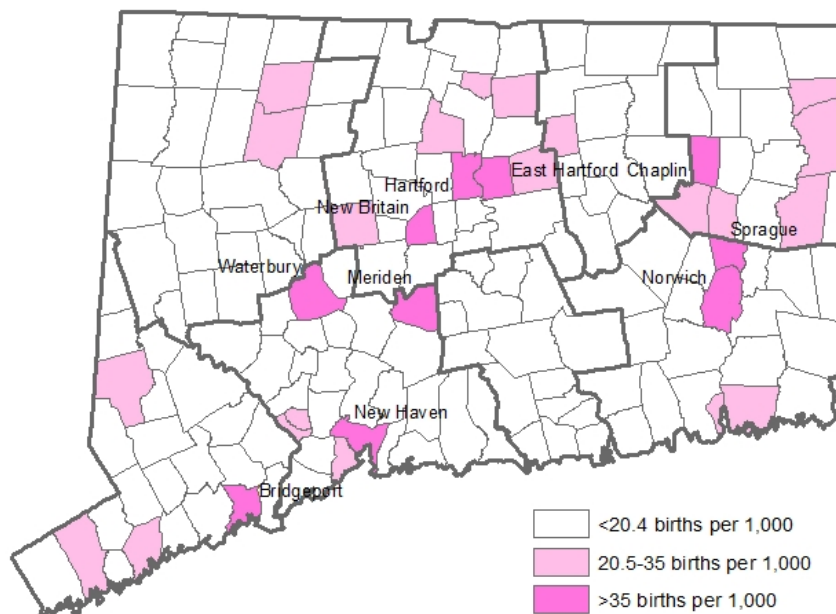 East Hartford
Chaplin
Hartford
New Britain
Sprague
Waterbury
Meriden
Norwich
New Haven
Bridgeport
<20.4 births per 1,000
20.5-35 births per 1,000
>35 births per 1,000